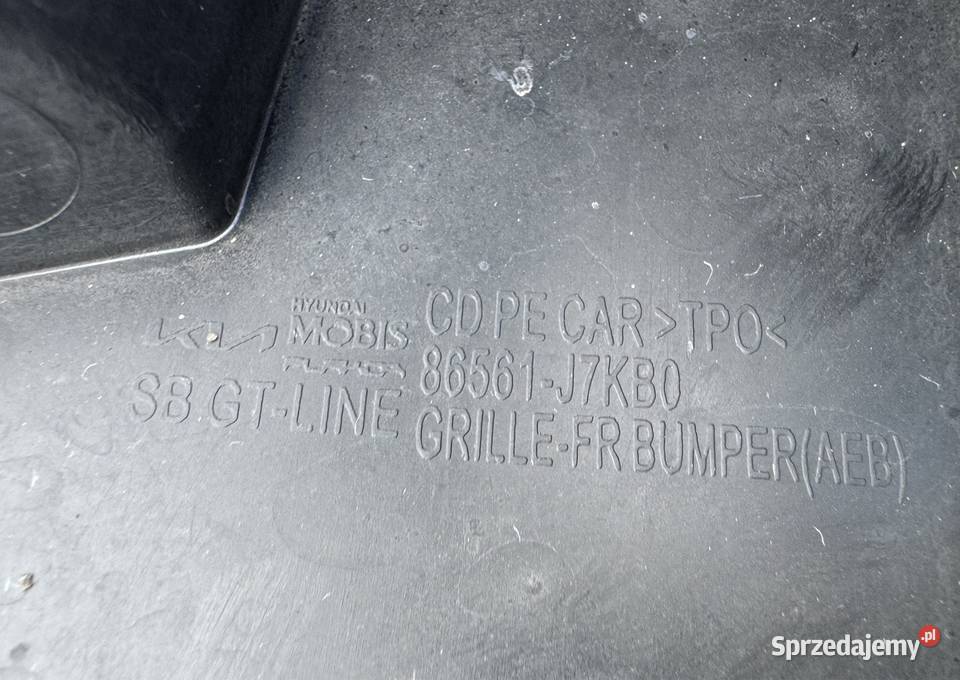 KIA
HYUNDAI
MOBIS
CD PE CAR >TPO<
86561-J7KB0
SB.GT-LINE
GRILLE-FR BUMPER(AEB)
Sprzedajemy.pl